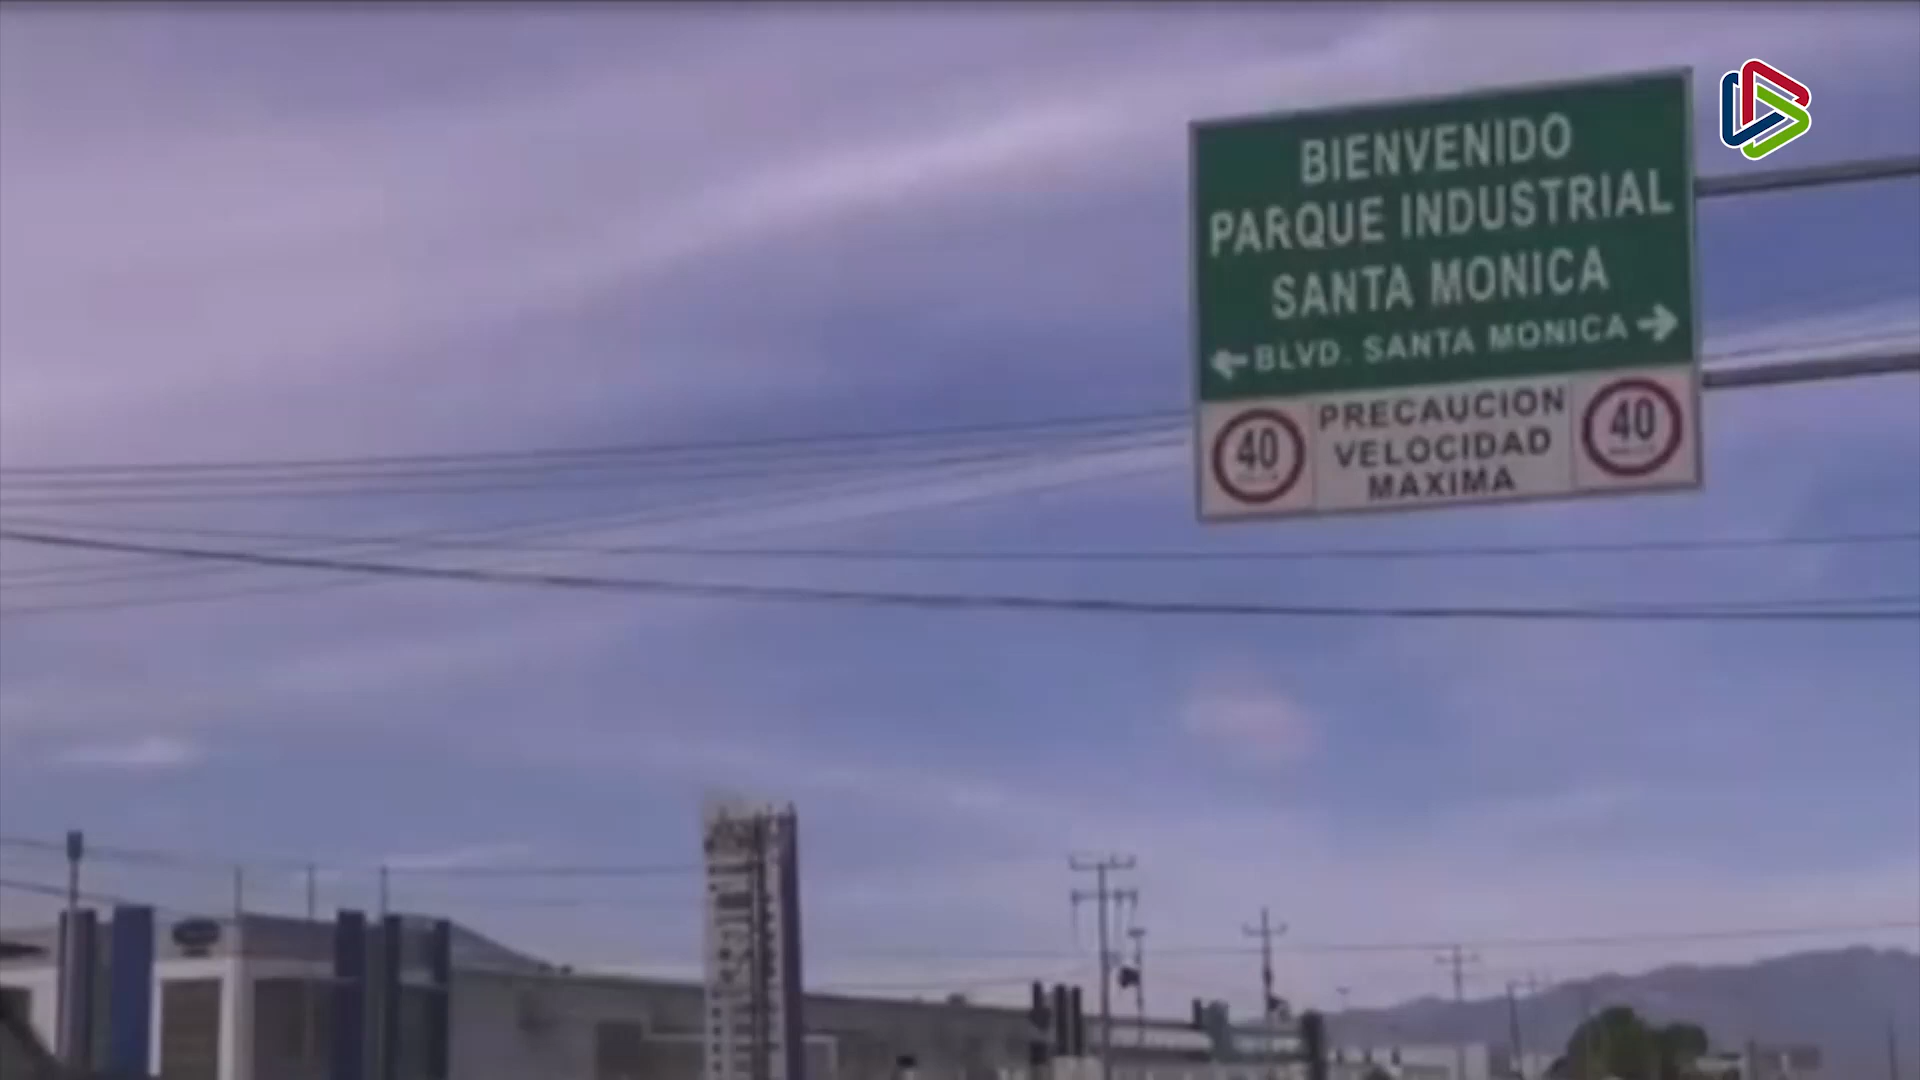 BIENVENIDO
PARQUE INDUSTRIAL
SANTA MONICA
BLVD. SANTA MONICA
40 PRECAUCION 40
VELOCIDAD
MAXIMA